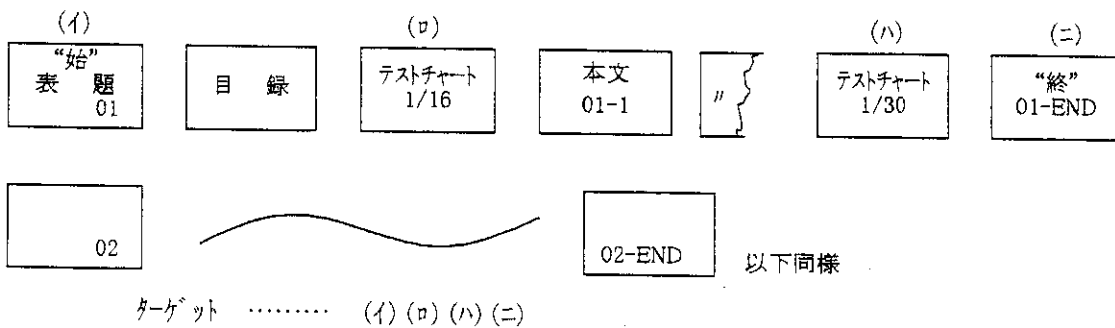 (イ) (ロ) (ハ) (ニ)
“始” 表題 01
目録
テストチャート 1/16
本文 01-1
〃
テストチャート 1/30
“終” 01-END
02
02-END
以下同様
ターゲット ……… (イ) (ロ) (ハ) (ニ)